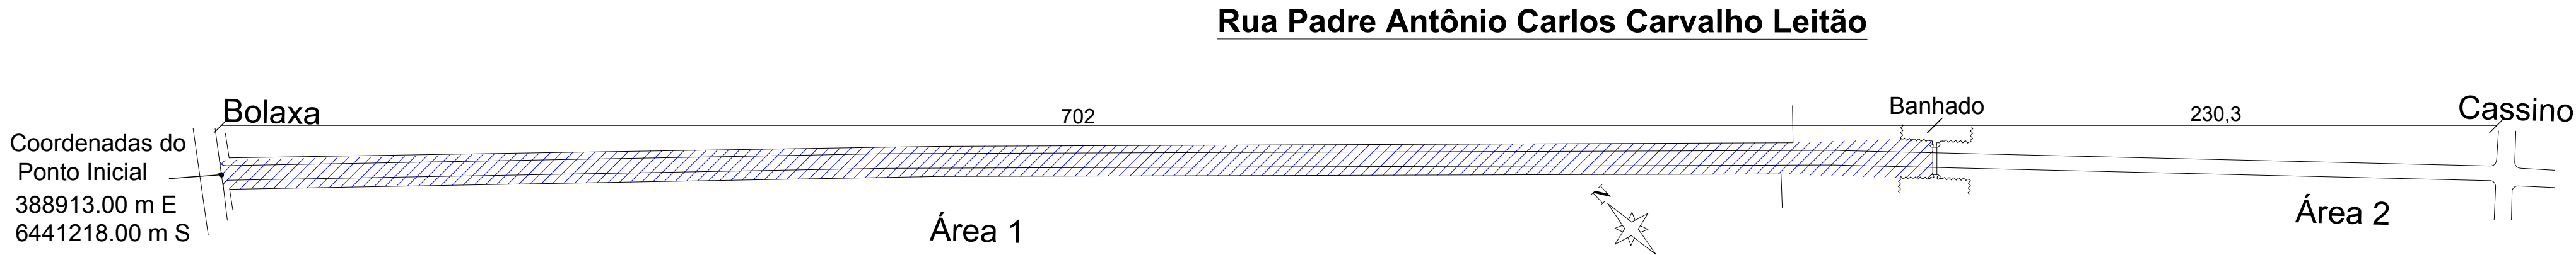 Rua Padre Antônio Carlos Carvalho Leitão
Bolaxa
702
Banhado
230,3
Cassino
Coordenadas do
Ponto Inicial
388913.00 m E
6441218.00 m S
Área 1
N
Área 2